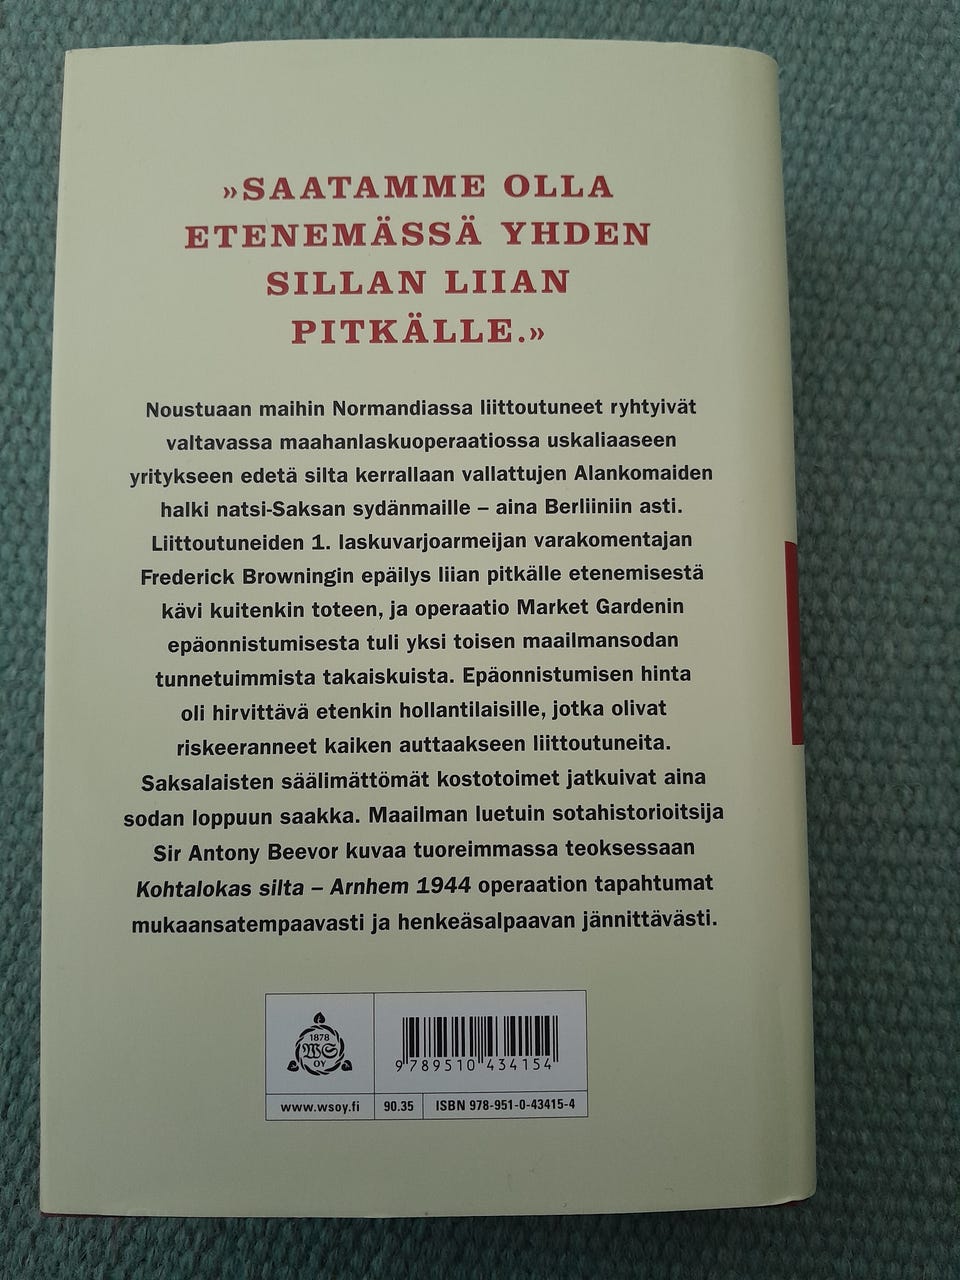 »SAATAMME OLLA
ETENEMÄSSÄ YHDEN
SILLAN LIIAN
PITKÄLLE.»
Noustuaan maihin Normandiassa liittoutuneet ryhtyivät
valtavassa maahanlaskuoperaatiossa uskaliaaseen
yritykseen edetä silta kerrallaan vallattujen Alankomaiden
halki natsi-Saksan sydänmaille – aina Berliiniin asti.
Liittoutuneiden 1. laskuvarjoarmeijan varakomentajan
Frederick Browningin epäilys liian pitkälle etenemisestä
kävi kuitenkin toteen, ja operaatio Market Gardenin
epäonnistumisesta tuli yksi toisen maailmansodan
tunnetuimmista takaiskuista. Epäonnistumisen hinta
oli hirvittävä etenkin hollantilaisille, jotka olivat
riskeeranneet kaiken auttaakseen liittoutuneita.
Saksalaisten säälimättömät kostotoimet jatkuivat aina
sodan loppuun saakka. Maailman luetuin sotahistorioitsija
Sir Antony Beevor kuvaa tuoreimmassa teoksessaan
Kohtalokas silta – Arnhem 1944 operaation tapahtumat
mukaansatempaavasti ja henkeäsalpaavan jännittävästi.
1878
WS
OY
9 789510 434154
www.wsoy.fi 90.35 ISBN 978-951-0-43415-4